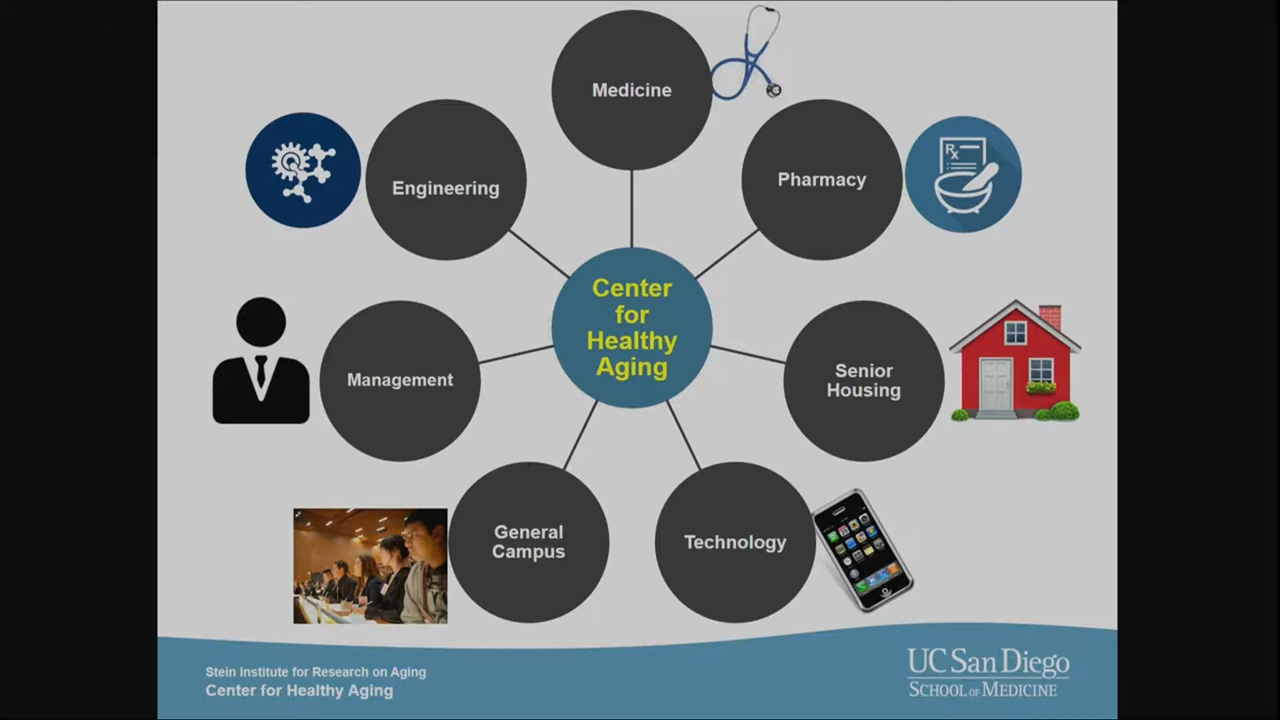 Medicine
Engineering
Pharmacy
Rx
Center
for
Healthy
Aging
Management
Senior
Housing
General
Campus
Technology
Stein Institute for Research on Aging
Center for Healthy Aging
UC San Diego
SCHOOL OF MEDICINE